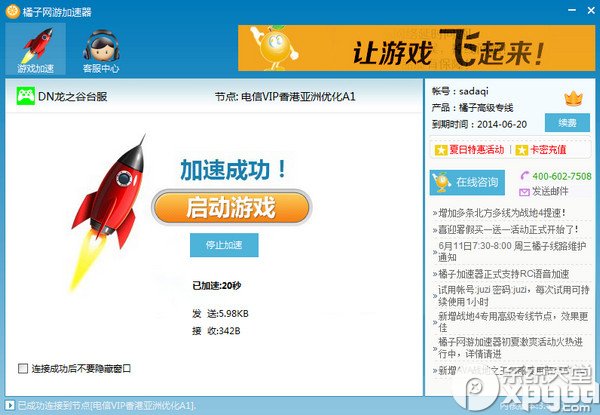 橘子网游加速器
游戏加速
客服中心
让游戏飞起来!
DN龙之谷台服
节点: 电信VIP香港亚洲优化A1
帐号：sadaqi
产品：橘子高级专线
到期时间：2014-06-20
续费
夏日特惠活动
卡密充值
加速成功！
启动游戏
停止加速
在线咨询
400-602-7508
发送邮件
已加速:20秒
发 送:5.98KB
接 收:342B
»增加多条北方多线为战地4提速！
»喜迎暑假买一送一活动正式开始了！
»6月11日7:30-8:00 周三橘子线路维护
通知
»橘子加速器正式支持RC语音加速
»试用帐号:juzi 密码:juzi，每次试用可持
续使用1小时
»新增战地4专用高级专线节点，效果更
佳
»橘子网游加速器初夏激爽活动火热进
行中，详情请进
连接成功后不要隐藏窗口
系统天堂
xpgod
已成功连接到节点[电信VIP香港亚洲优化A1].